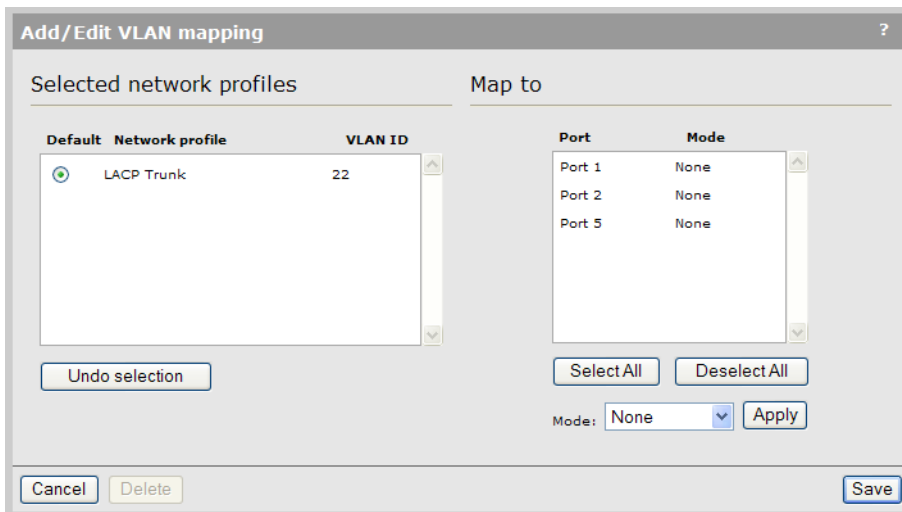 Add/Edit VLAN mapping ?
Selected network profiles
Default Network profile VLAN ID
LACP Trunk 22
Undo selection
Map to
Port Mode
Port 1 None
Port 2 None
Port 5 None
Select All Deselect All
Mode: None Apply
Cancel Delete Save